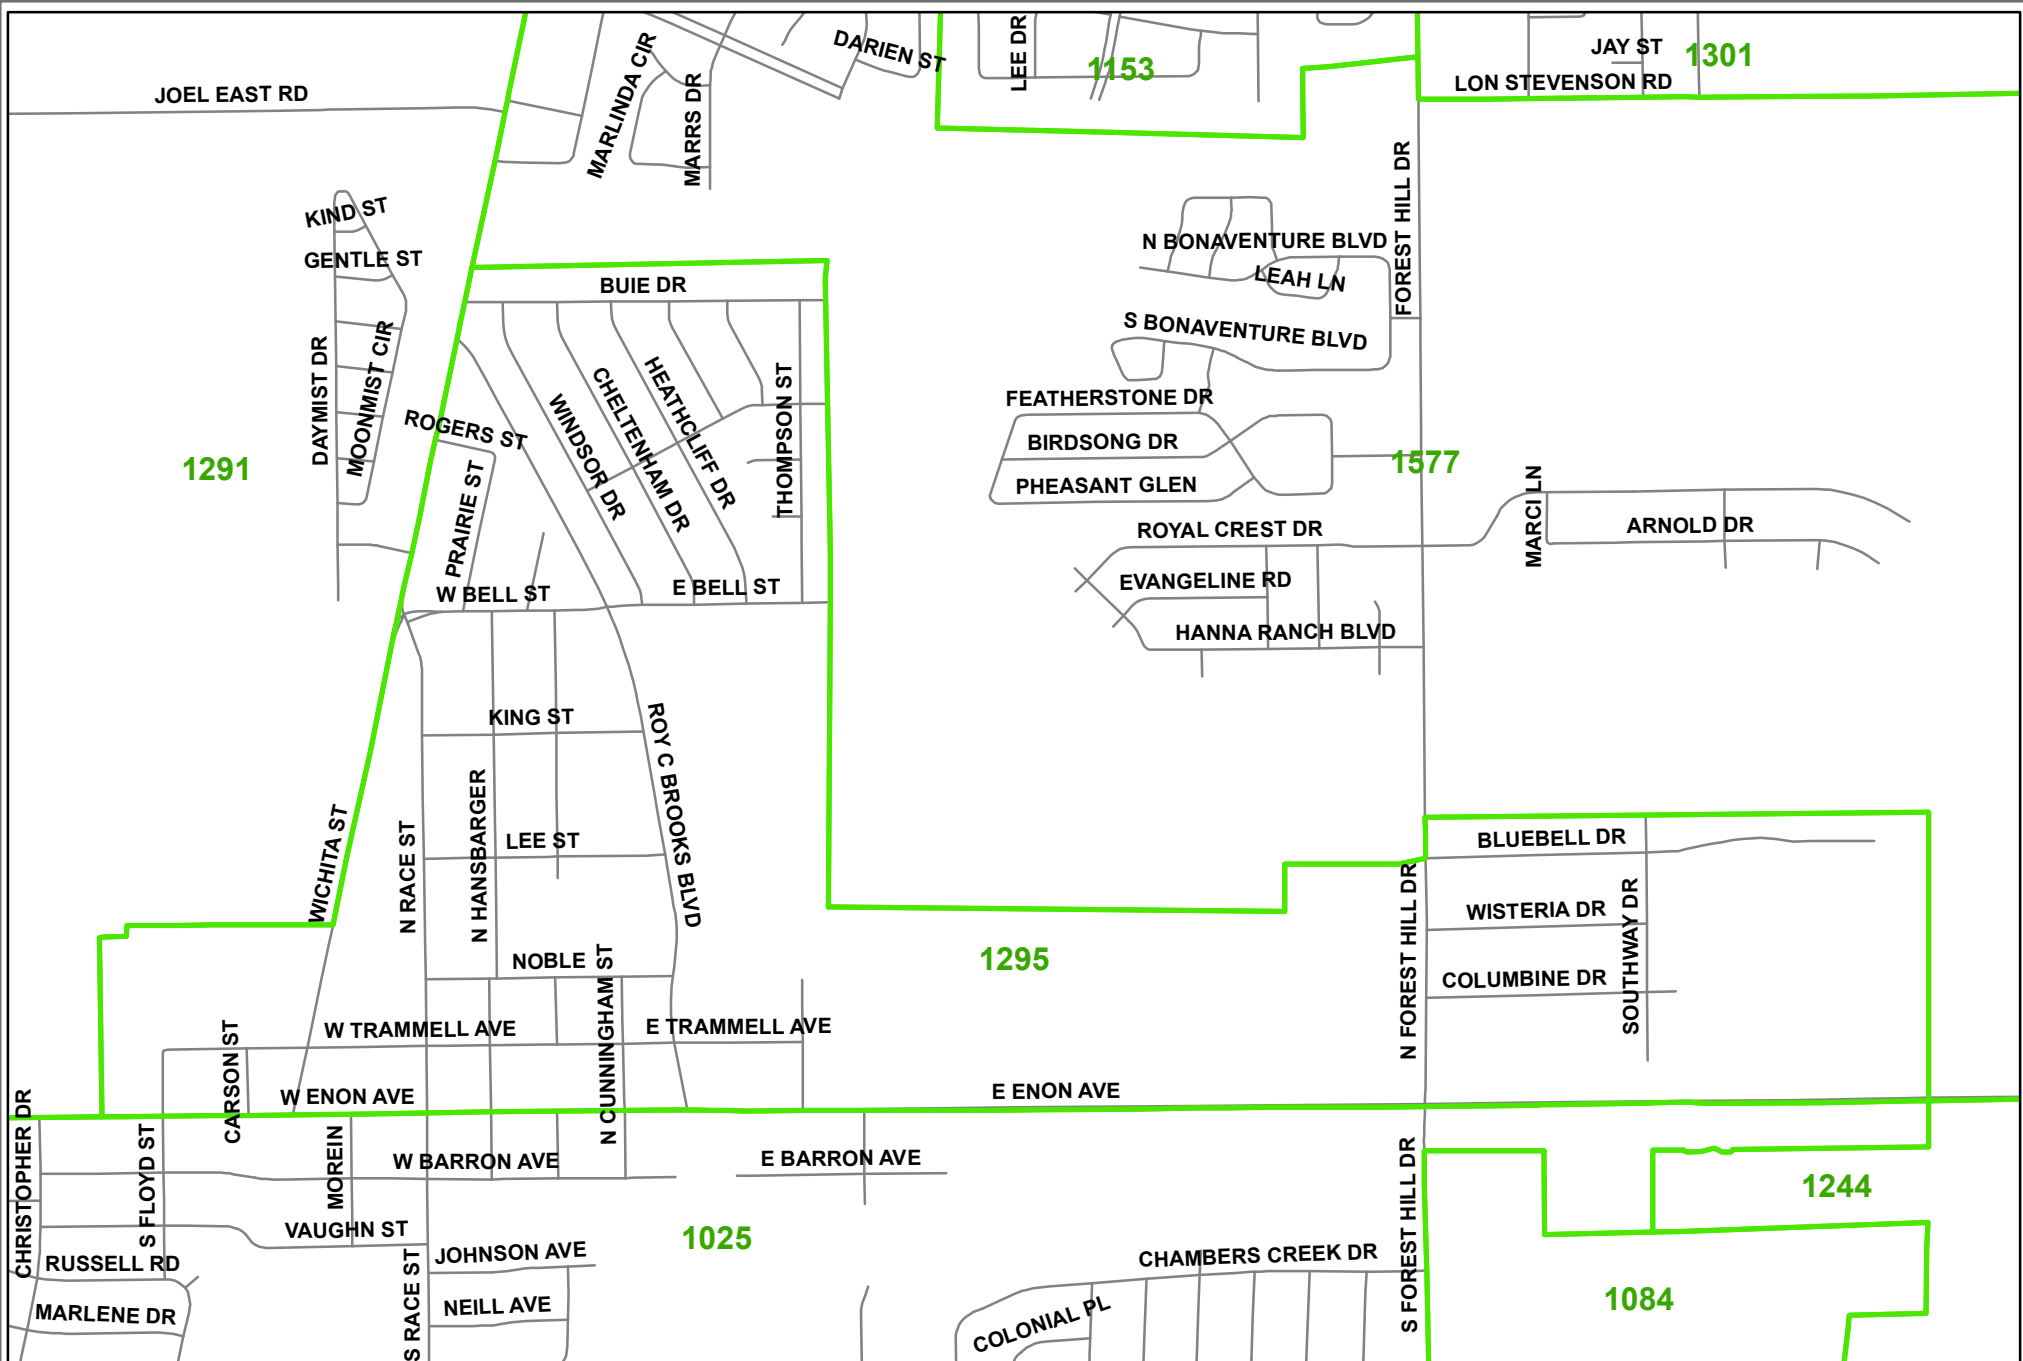 DARIEN ST
LEE DR
1153
JAY ST
1301
LON STEVENSON RD
JOEL EAST RD
MARLINDA CIR
MARRS DR
FOREST HILL DR
KIND ST
GENTLE ST
N BONAVENTURE BLVD
LEAH LN
BUIE DR
S BONAVENTURE BLVD
DAYMIST DR
MOONMIST CIR
ROGERS ST
WINDSOR DR
CHELTENHAM DR
HEATHCLIFF DR
THOMPSON ST
FEATHERSTONE DR
BIRDSONG DR
PHEASANT GLEN
1291
1577
PRAIRIE ST
ROYAL CREST DR
MARCI LN
ARNOLD DR
EVANGELINE RD
W BELL ST
E BELL ST
HANNA RANCH BLVD
KING ST
ROY C BROOKS BLVD
WICHITA ST
N RACE ST
N HANSBARGER
LEE ST
BLUEBELL DR
N FOREST HILL DR
WISTERIA DR
SOUTHWAY DR
NOBLE
N CUNNINGHAM ST
1295
COLUMBINE DR
CARSON ST
W TRAMMELL AVE
E TRAMMELL AVE
W ENON AVE
E ENON AVE
CHRISTOPHER DR
S FLOYD ST
MOREIN
W BARRON AVE
E BARRON AVE
S FOREST HILL DR
1244
VAUGHN ST
1025
RUSSELL RD
S RACE ST
JOHNSON AVE
CHAMBERS CREEK DR
MARLENE DR
NEILL AVE
COLONIAL PL
1084